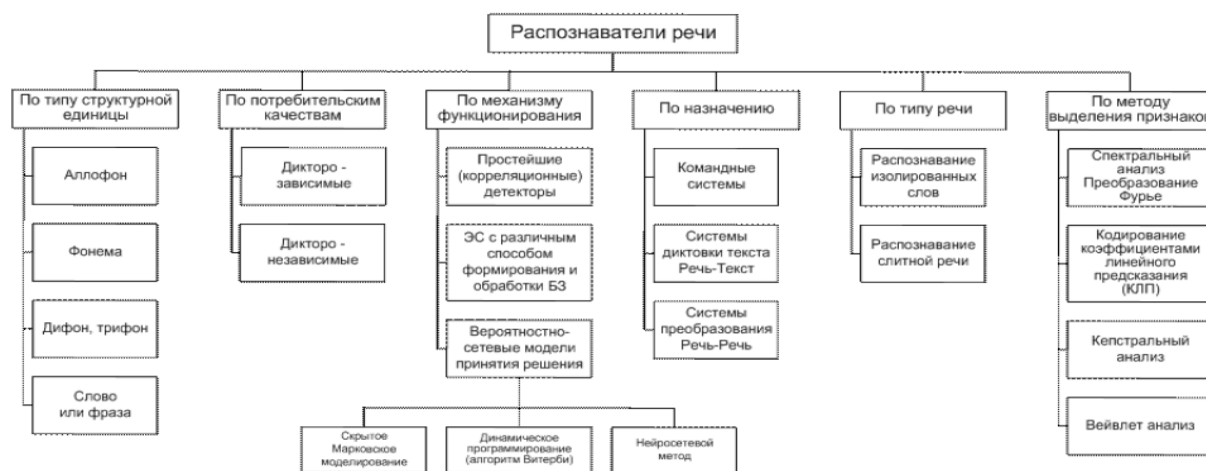 Распознаватели речи
По типу структурной
единицы
Аллофон
Фонема
Дифон, трифон
Слово
или фраза
По потребительским
качествам
Дикторо -
зависимые
Дикторо -
независимые
По механизму
функционирования
Простейшие
(корреляционные)
детекторы
ЭС с различным
способом
формирования и
обработки БЗ
Вероятностно-
сетевые модели
принятия решения
Скрытое
Марковское
моделирование
Динамическое
программирование
(алгоритм Витерби)
Нейросетевой
метод
По назначению
Командные
системы
Системы
диктовки текста
Речь-Текст
Системы
преобразования
Речь-Речь
По типу речи
Распознавание
изолированных
слов
Распознавание
слитной речи
По методу
выделения признаков
Спектральный
анализ
Преобразование
Фурье
Кодирование
коэффициентами
линейного
предсказания
(КЛП)
Кепстральный
анализ
Вейвлет анализ